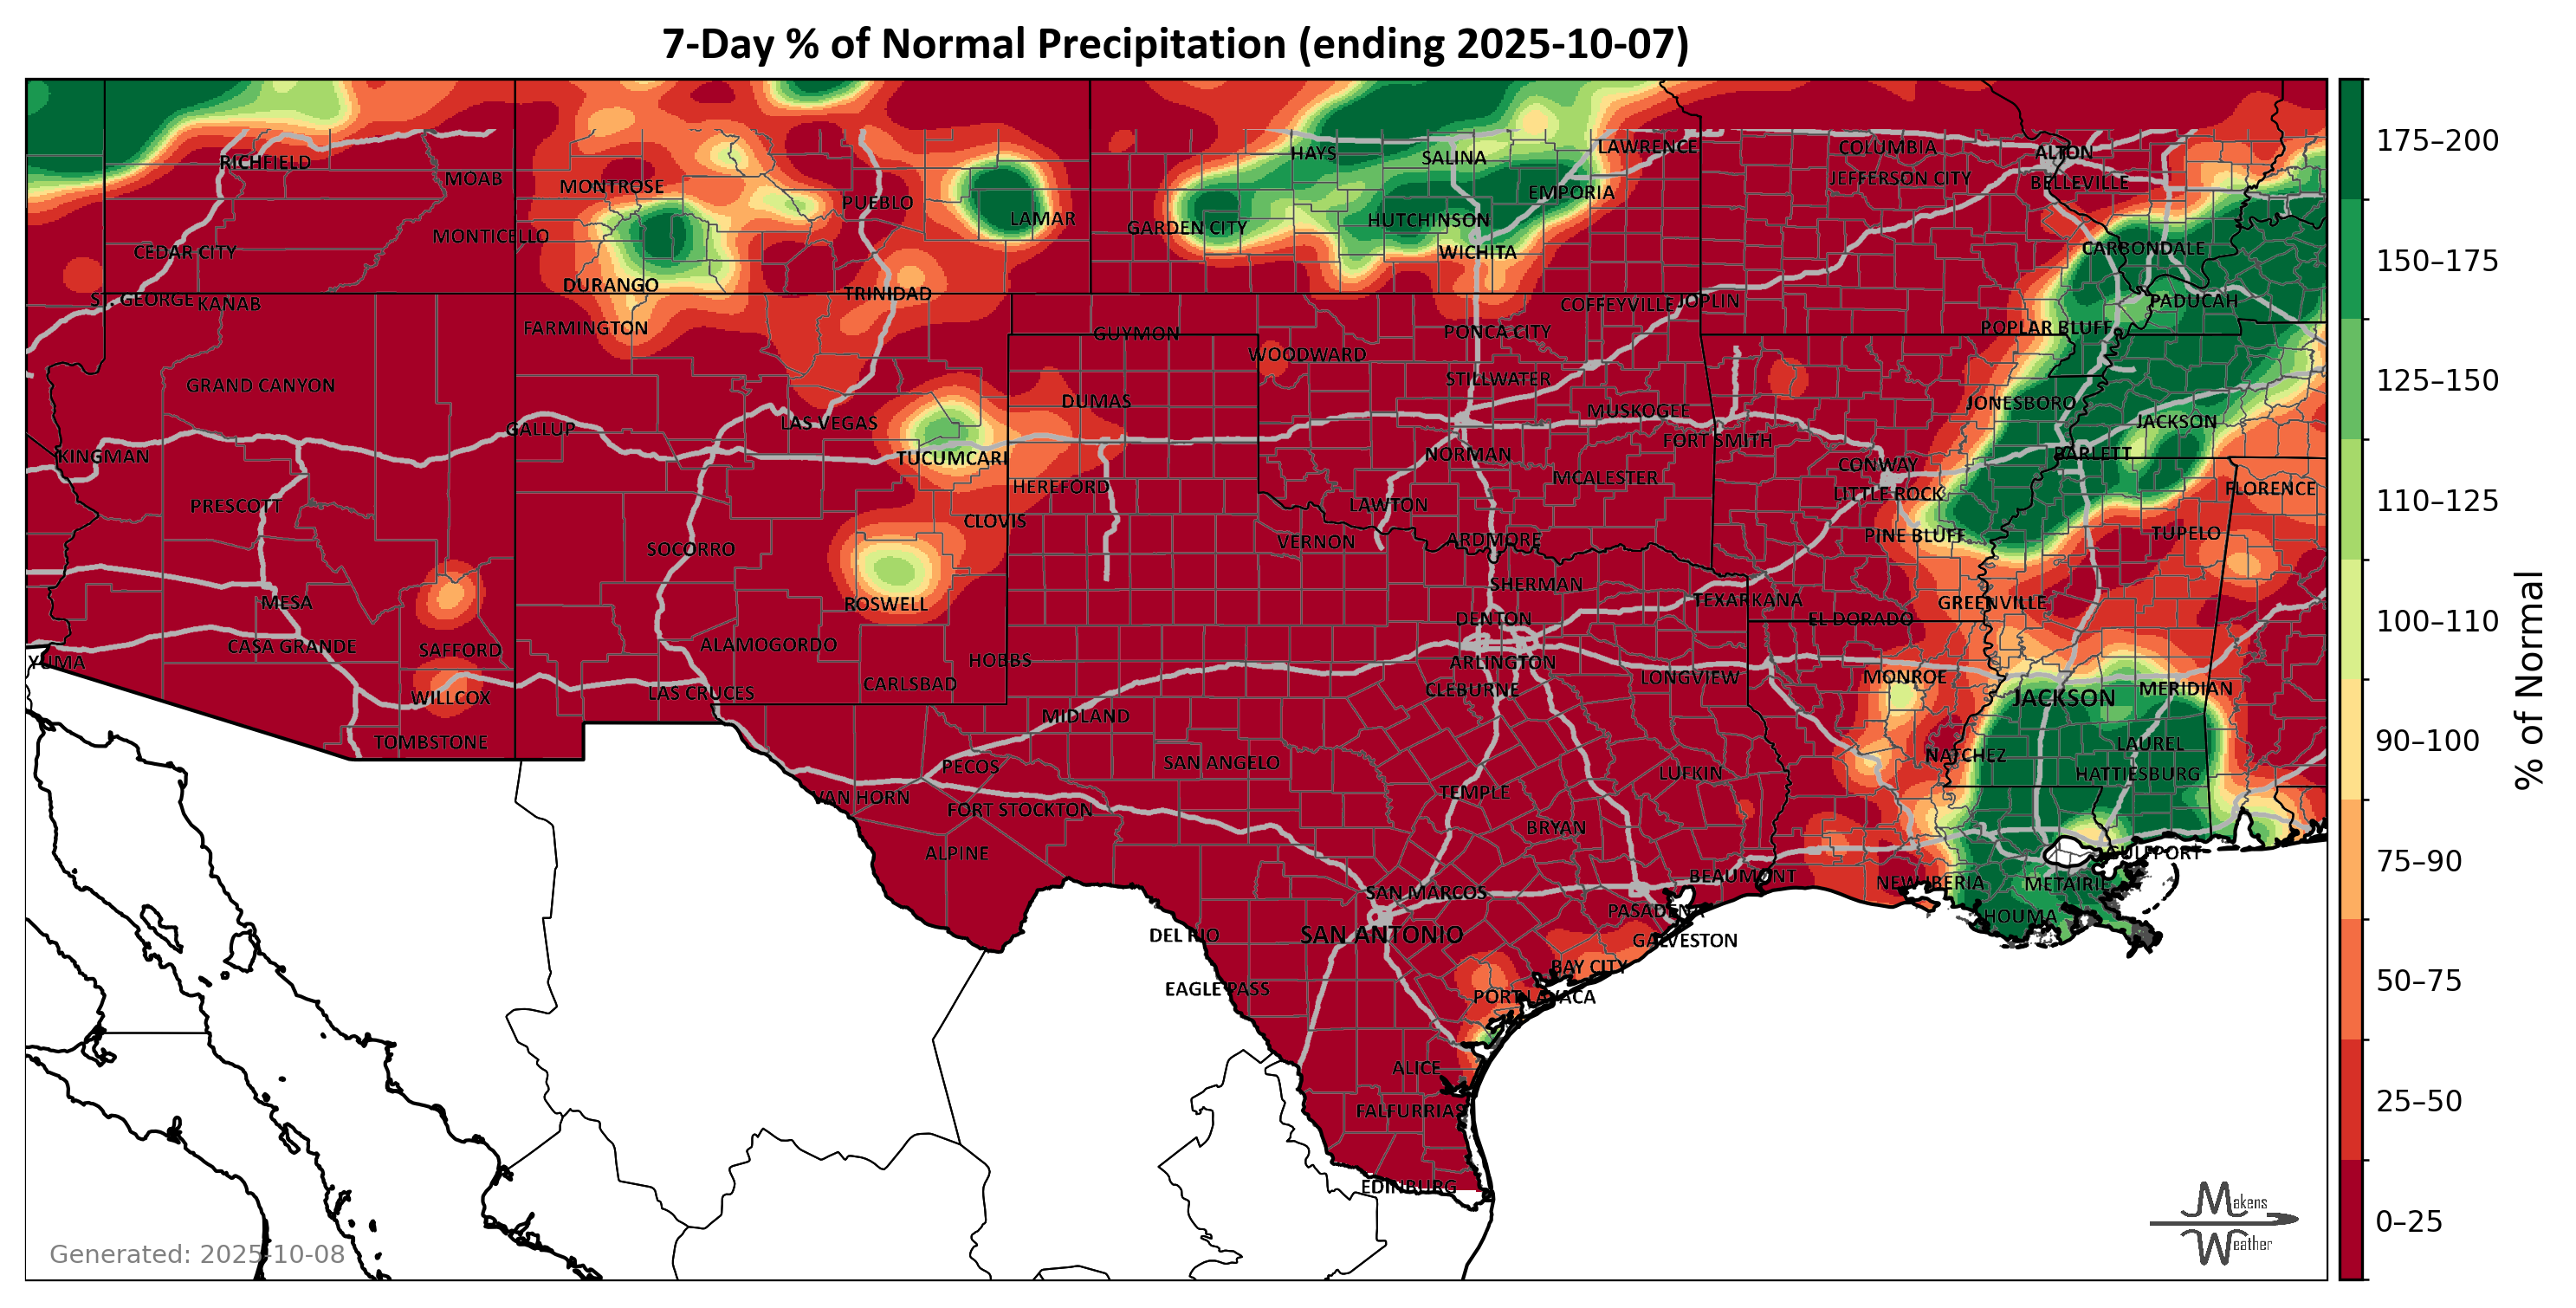 7-Day % of Normal Precipitation (ending 2025-10-07)
RICHFIELD
MOAB
MONTROSE
PUEBLO
LAMAR
HAYS
SALINA
LAWRENCE
EMPORIA
COLUMBIA
JEFFERSON CITY
ALTON
BELLEVILLE
CEDAR CITY
MONTICELLO
DURANGO
TRINIDAD
GARDEN CITY
HUTCHINSON
WICHITA
CARBONDALE
PADUCAH
ST. GEORGE
KANAB
FARMINGTON
GUYMON
WOODWARD
PONCA CITY
COFFEYVILLE
JOPLIN
POPLAR BLUFF
GRAND CANYON
DUMAS
STILLWATER
MUSKOGEE
JONESBORO
JACKSON
GALLUP
LAS VEGAS
TUCUMCARI
FORT SMITH
KINGMAN
NORMAN
CONWAY
BARLETT
HEREFORD
MCALESTER
LITTLE ROCK
FLORENCE
PRESCOTT
CLOVIS
LAWTON
VERNON
ARDMORE
PINE BLUFF
TUPELO
SOCORRO
SHERMAN
MESA
ROSWELL
DENTON
TEXARKANA
EL DORADO
GREENVILLE
CASA GRANDE
SAFFORD
ALAMOGORDO
HOBBS
ARLINGTON
YUMA
WILLCOX
LAS CRUCES
CARLSBAD
CLEBURNE
LONGVIEW
MONROE
JACKSON
MERIDIAN
TOMBSTONE
MIDLAND
PECOS
SAN ANGELO
LUFKIN
NATCHEZ
LAUREL
HATTIESBURG
VAN HORN
FORT STOCKTON
TEMPLE
BRYAN
ALPINE
GULFPORT
SAN MARCOS
BEAUMONT
NEW IBERIA
METAIRIE
PASADENA
HOUMA
DEL RIO
SAN ANTONIO
GALVESTON
BAY CITY
EAGLE PASS
PORT LAVACA
ALICE
FALFURRIAS
EDINBURG
175–200
150–175
125–150
110–125
100–110
90–100
75–90
50–75
25–50
0–25
% of Normal
Generated: 2025-10-08
Makens
Weather